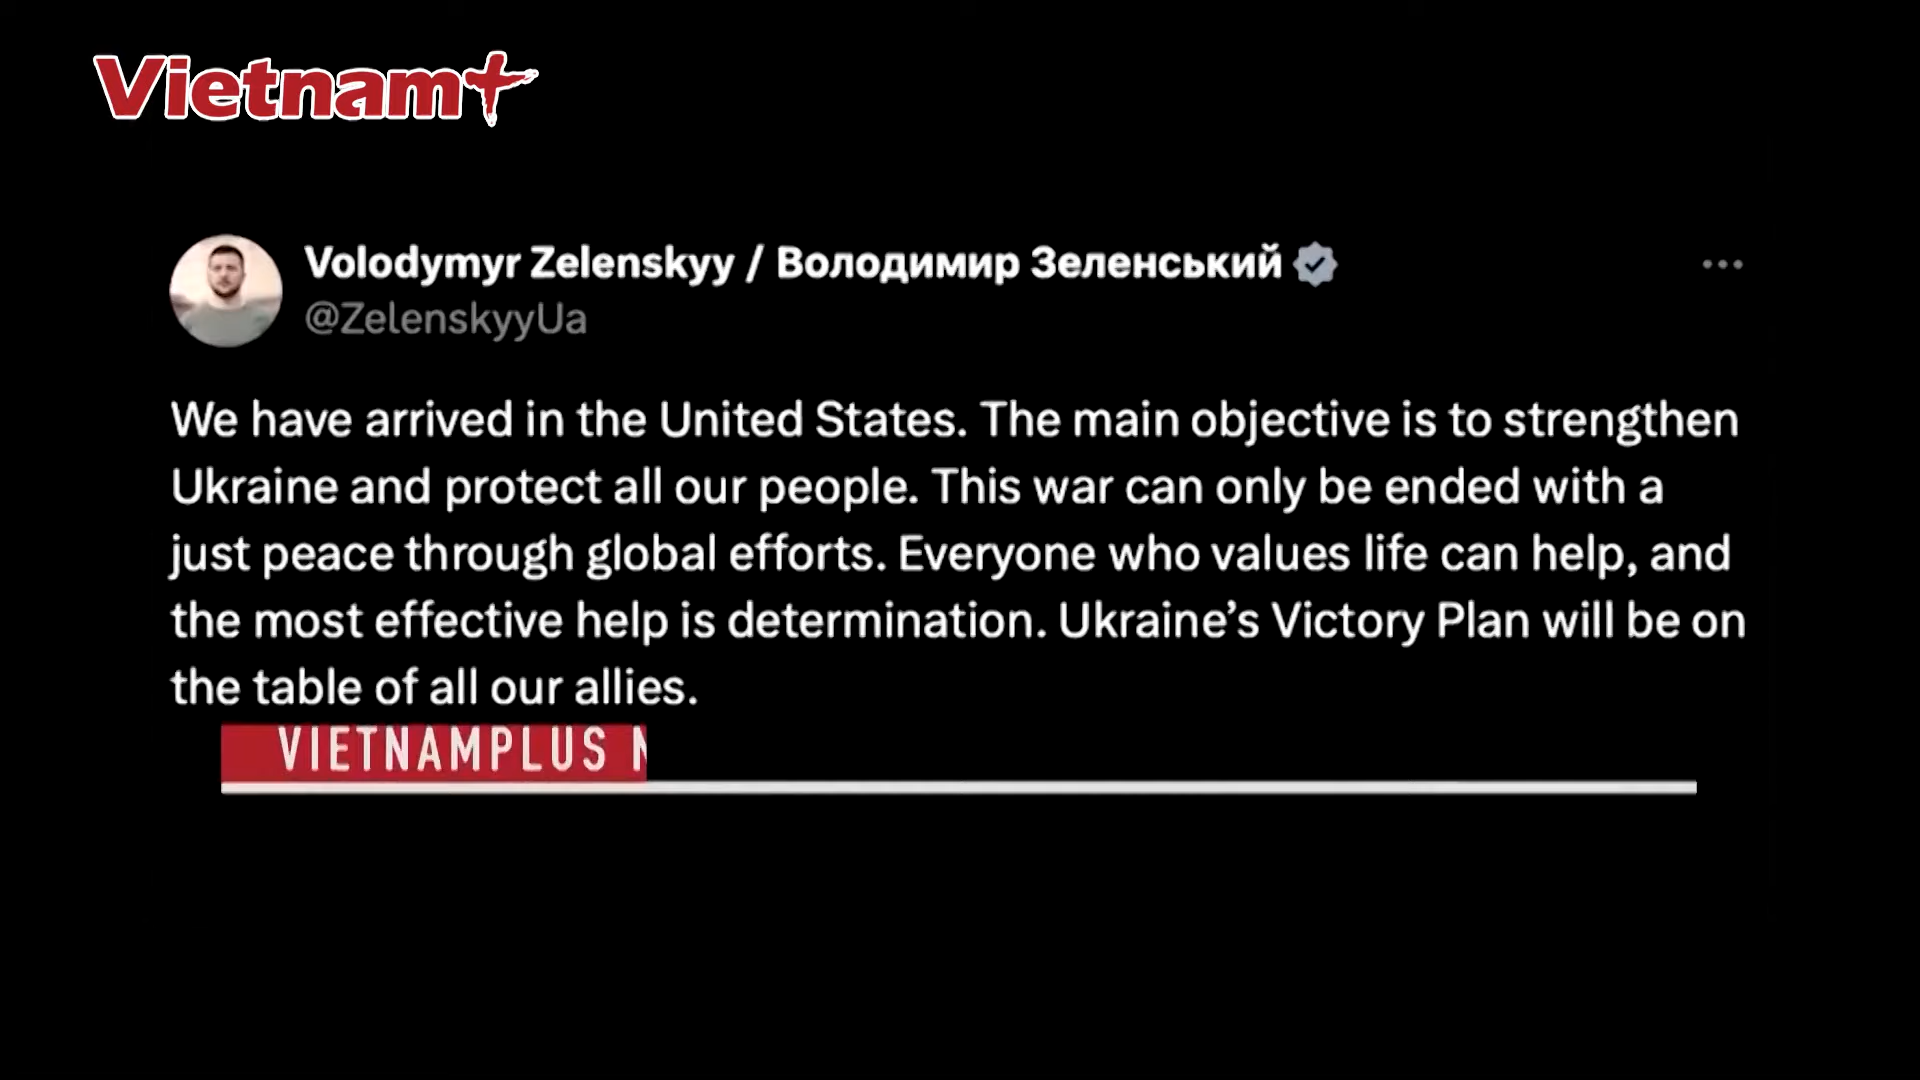 Vietnam+
Volodymyr Zelenskyy / Володимир Зеленський
@ZelenskyyUa
We have arrived in the United States. The main objective is to strengthen
Ukraine and protect all our people. This war can only be ended with a
just peace through global efforts. Everyone who values life can help, and
the most effective help is determination. Ukraine’s Victory Plan will be on
the table of all our allies.
VIETNAMPLUS